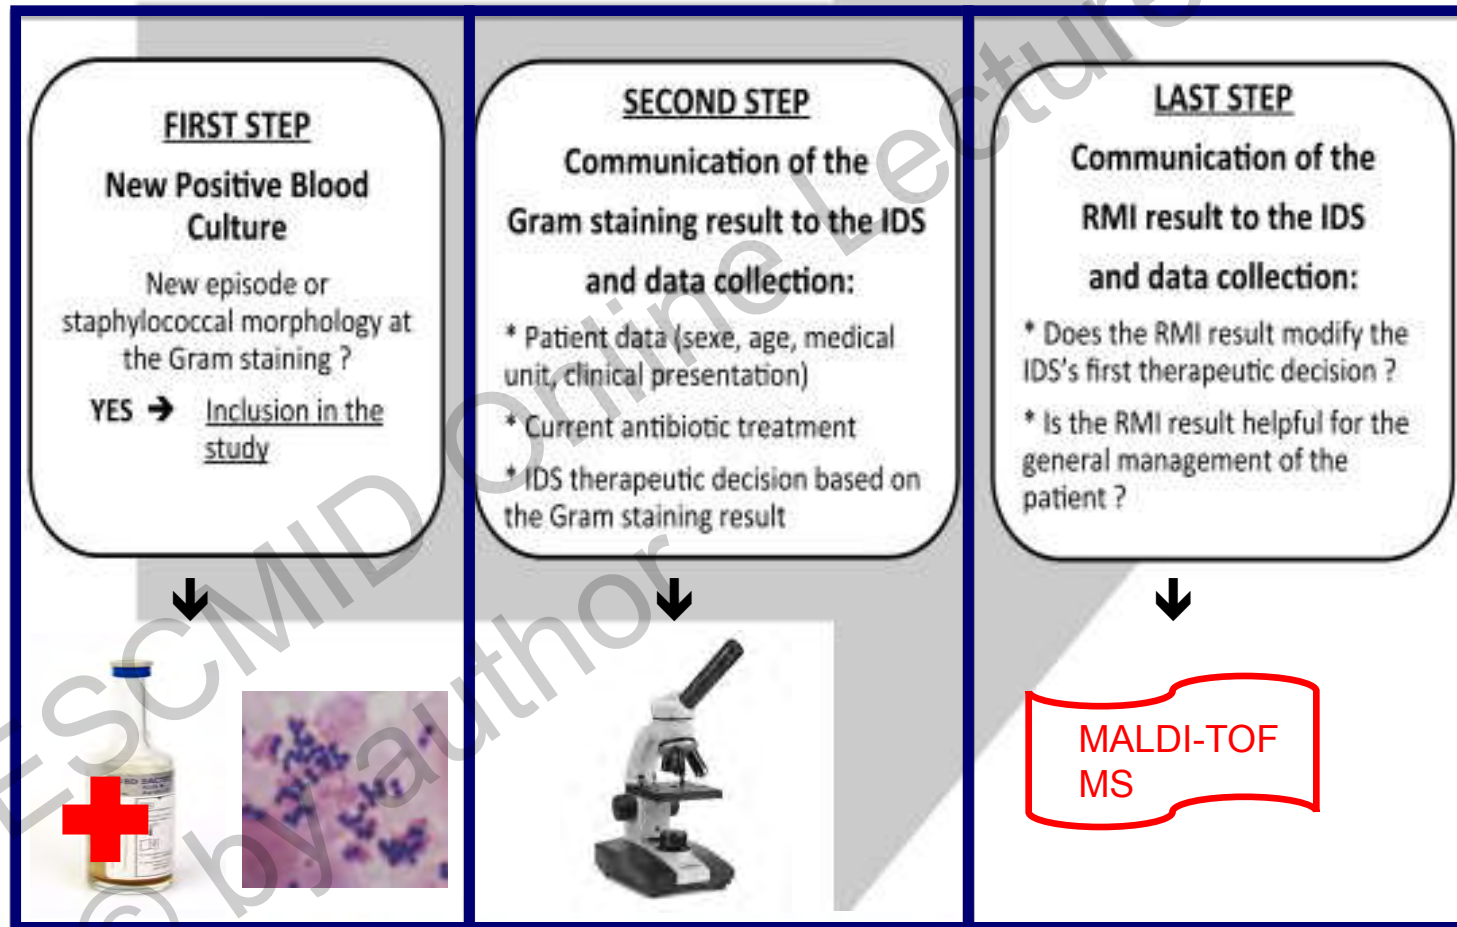 FIRST STEP
New Positive Blood
Culture
New episode or
staphylococcal morphology at
the Gram staining ?
YES → Inclusion in the
study
SECOND STEP
Communication of the
Gram staining result to the IDS
and data collection:
* Patient data (sexe, age, medical
unit, clinical presentation)
* Current antibiotic treatment
* IDS therapeutic decision based on
the Gram staining result
LAST STEP
Communication of the
RMI result to the IDS
and data collection:
* Does the RMI result modify the
IDS's first therapeutic decision ?
* Is the RMI result helpful for the
general management of the
patient ?
MALDI-TOF
MS
ESCMID Online Lecture
© by author